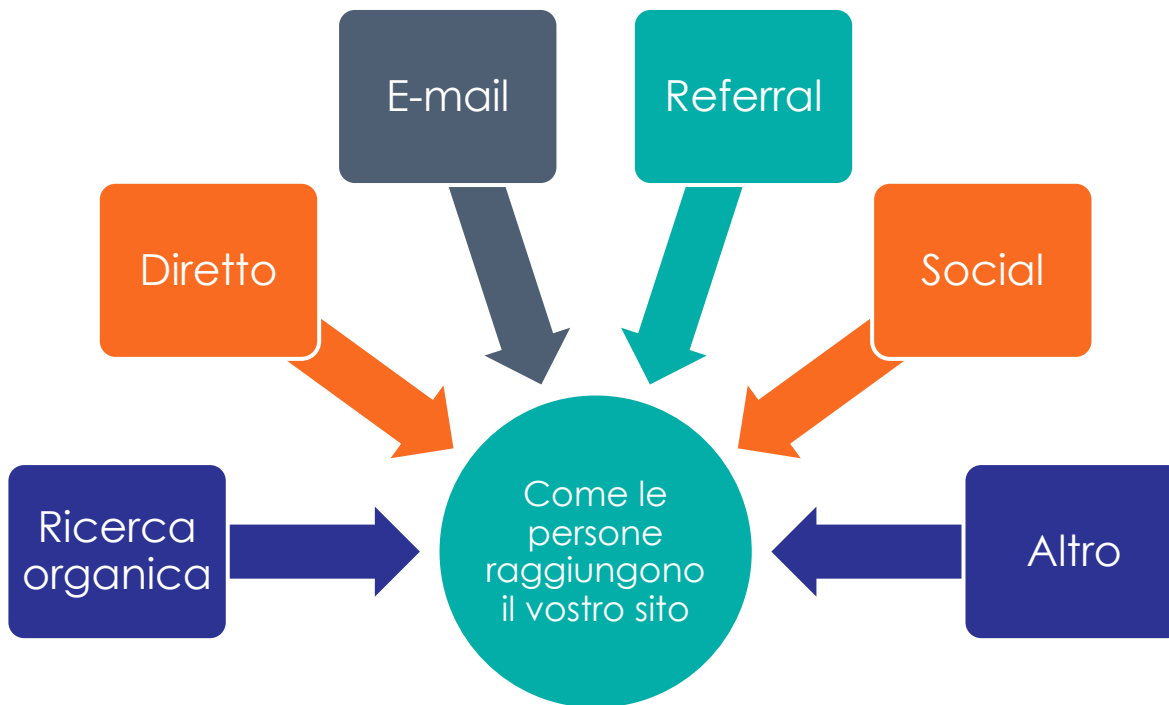 E-mail
Referral
Diretto
Social
Ricerca
organica
Come le
persone
raggiungono
il vostro sito
Altro